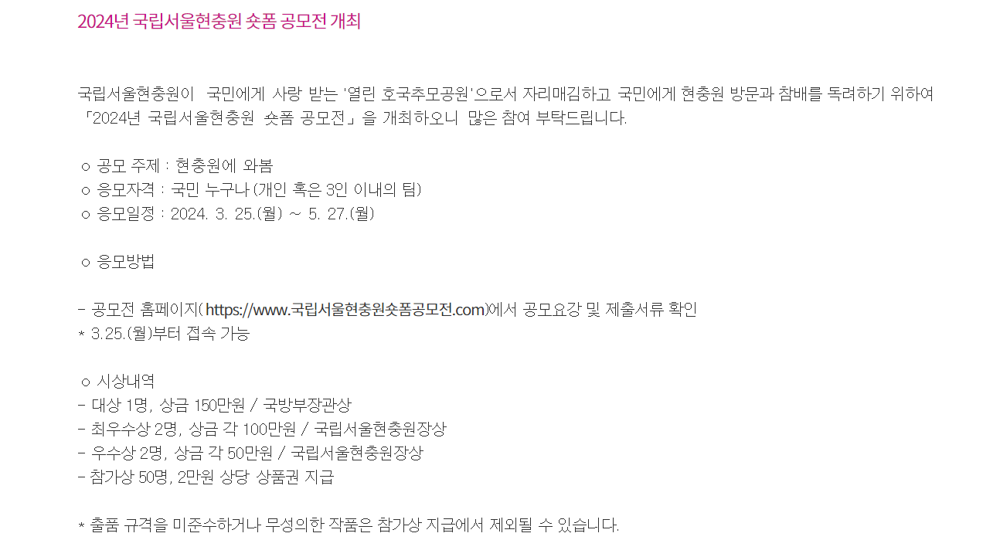 2024년 국립서울현충원 숏폼 공모전 개최
국립서울현충원이 국민에게 사랑 받는 '열린 호국추모공원'으로서 자리매김하고 국민에게 현충원 방문과 참배를 독려하기 위하여
「2024년 국립서울현충원 숏폼 공모전」을 개최하오니 많은 참여 부탁드립니다.
○ 공모 주제 : 현충원에 와봄
○ 응모자격 : 국민 누구나 (개인 혹은 3인 이내의 팀)
○ 응모일정 : 2024. 3. 25.(월) ~ 5. 27.(월)
○ 응모방법
- 공모전 홈페이지(https://www.국립서울현충원숏폼공모전.com)에서 공모요강 및 제출서류 확인
* 3.25.(월)부터 접속 가능
○ 시상내역
- 대상 1명, 상금 150만원 / 국방부장관상
- 최우수상 2명, 상금 각 100만원 / 국립서울현충원장상
- 우수상 2명, 상금 각 50만원 / 국립서울현충원장상
- 참가상 50명, 2만원 상당 상품권 지급
* 출품 규격을 미준수하거나 무성의한 작품은 참가상 지급에서 제외될 수 있습니다.